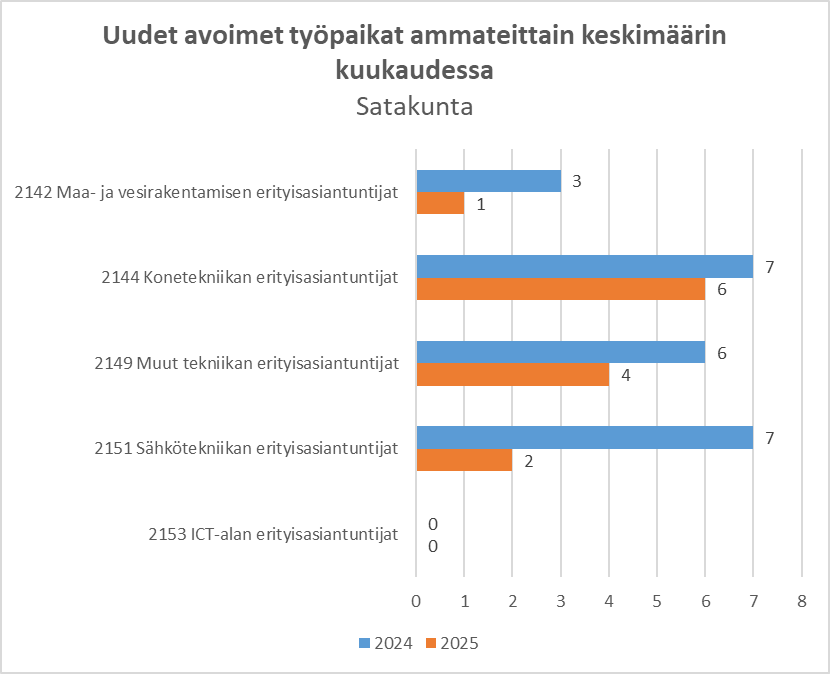 Uudet avoimet työpaikat ammateittain keskimäärin
kuukaudessa
Satakunta
2142 Maa- ja vesirakentamisen erityisasiantuntijat
3
1
2144 Konetekniikan erityisasiantuntijat
7
6
2149 Muut tekniikan erityisasiantuntijat
6
4
2151 Sähkötekniikan erityisasiantuntijat
7
2
2153 ICT-alan erityisasiantuntijat
0
0
0 1 2 3 4 5 6 7 8
2024 2025